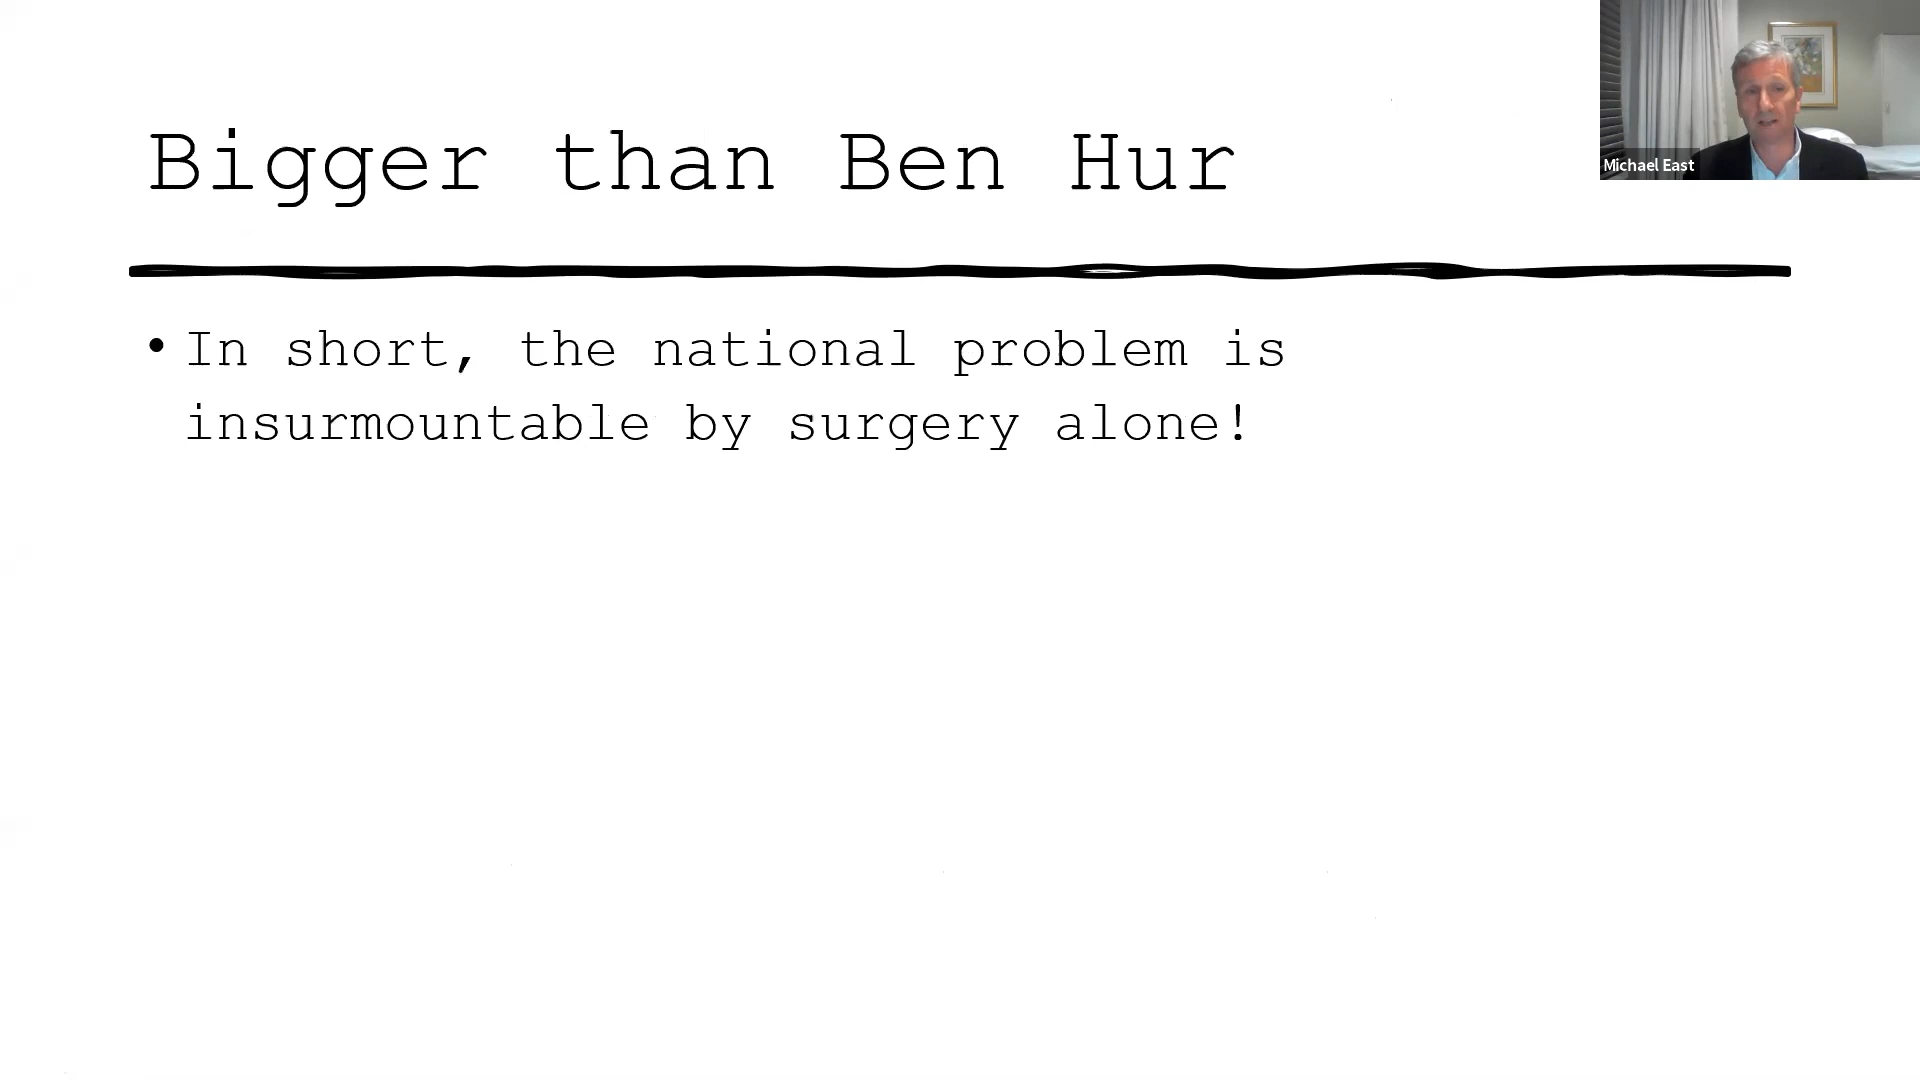 Bigger than Ben Hur
Michael East
• In short, the national problem is
insurmountable by surgery alone!